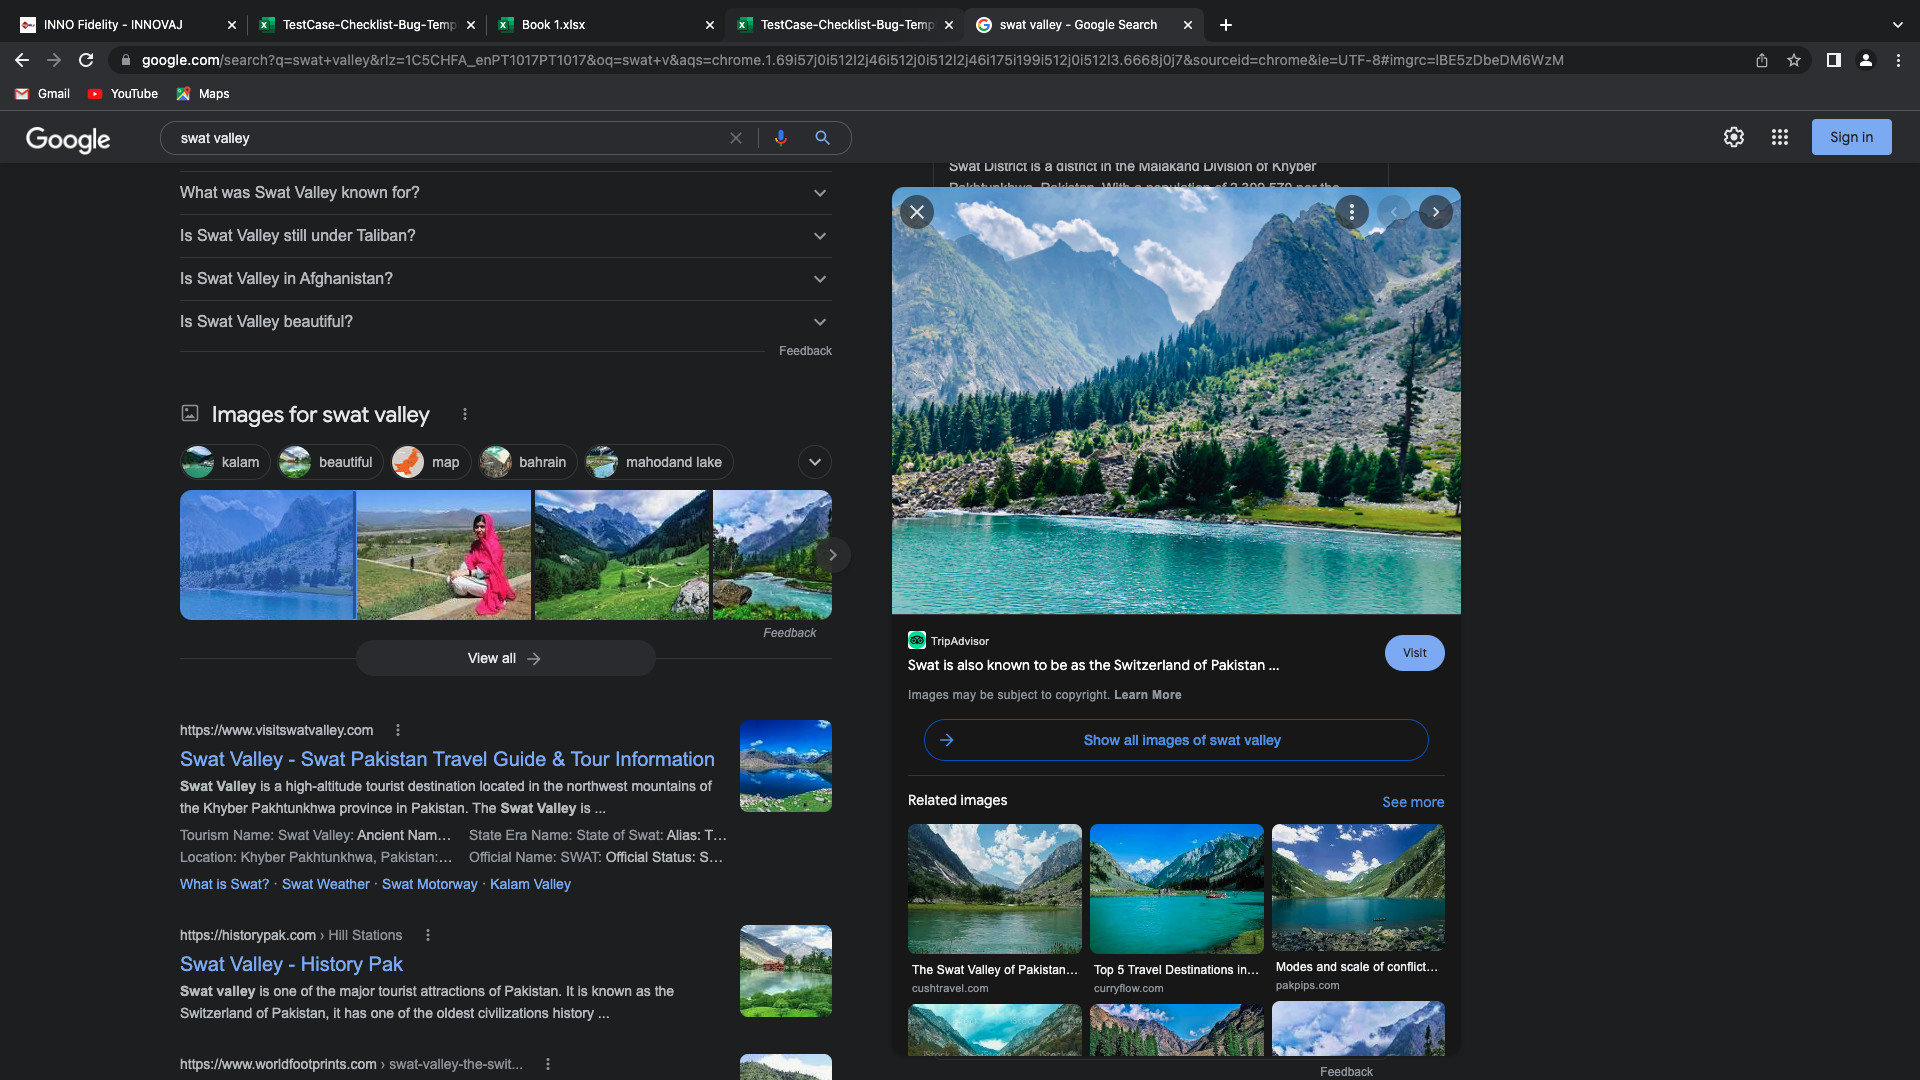 INNO Fidelity - INNOVAJ
TestCase-Checklist-Bug-Temp
Book 1.xlsx
TestCase-Checklist-Bug-Temp
swat valley - Google Search
google.com/search?q=swat+valley&rlz=1C5CHFA_enPT1017PT1017&oq=swat+v&aqs=chrome.1.69i57j0i512l2j46i512j0i512l2j46i175i199i512j0i512l3.6668j0j7&sourceid=chrome&ie=UTF-8#imgrc=lBE5zDbeDM6WzM
Gmail
YouTube
Maps
Google
swat valley
Sign in
What was Swat Valley known for?
Is Swat Valley still under Taliban?
Is Swat Valley in Afghanistan?
Is Swat Valley beautiful?
Feedback
Images for swat valley
kalam
beautiful
map
bahrain
mahodand lake
Feedback
View all
https://www.visitswatvalley.com
Swat Valley - Swat Pakistan Travel Guide & Tour Information
Swat Valley is a high-altitude tourist destination located in the northwest mountains of
the Khyber Pakhtunkhwa province in Pakistan. The Swat Valley is ...
Tourism Name: Swat Valley: Ancient Nam... State Era Name: State of Swat: Alias: T...
Location: Khyber Pakhtunkhwa, Pakistan:... Official Name: SWAT: Official Status: S...
What is Swat? · Swat Weather · Swat Motorway · Kalam Valley
https://historypak.com › Hill Stations
Swat Valley - History Pak
Swat valley is one of the major tourist attractions of Pakistan. It is known as the
Switzerland of Pakistan, it has one of the oldest civilizations history ...
https://www.worldfootprints.com › swat-valley-the-swit...
Swat District is a district in the Malakand Division of Khyber
Pakhtunkhwa, Pakistan. With a population of 2,309,570 per the
TripAdvisor
Swat is also known to be as the Switzerland of Pakistan ...
Visit
Images may be subject to copyright. Learn More
Show all images of swat valley
Related images
See more
The Swat Valley of Pakistan...
cushtravel.com
Top 5 Travel Destinations in...
curryflow.com
Modes and scale of conflict...
pakpips.com
Feedback